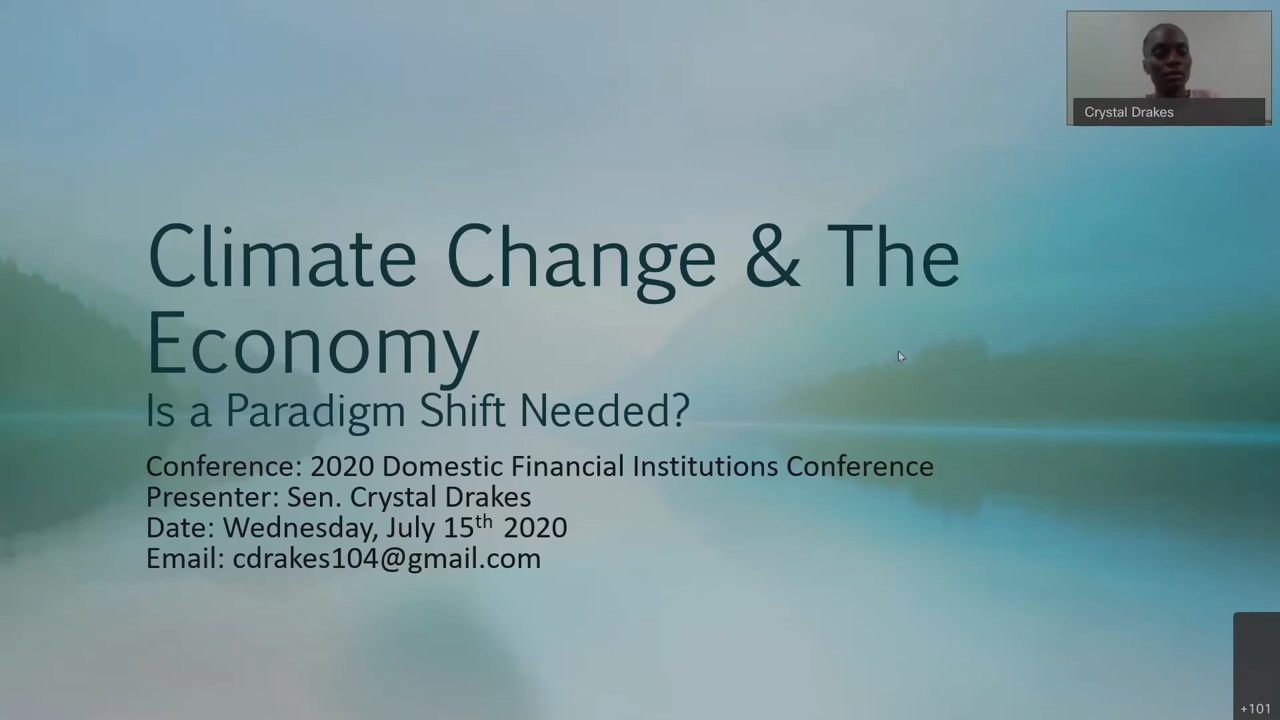 Crystal Drakes
Climate Change & The
Economy
Is a Paradigm Shift Needed?
Conference: 2020 Domestic Financial Institutions Conference
Presenter: Sen. Crystal Drakes
Date: Wednesday, July 15th 2020
Email: cdrakes104@gmail.com
+101